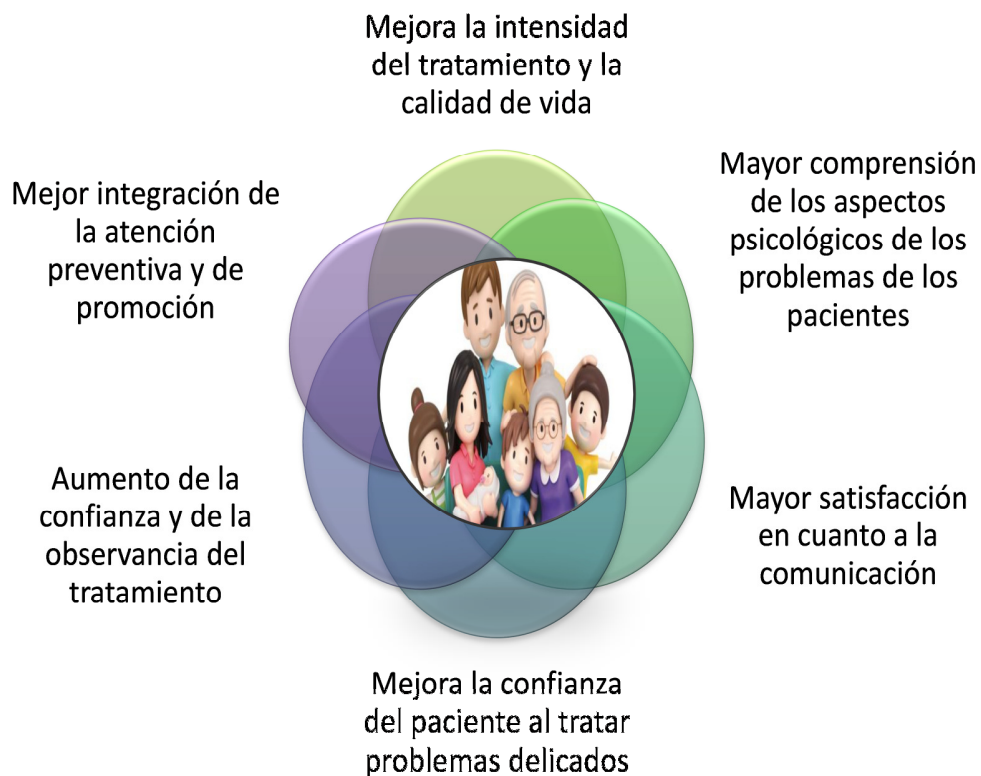 Mejora la intensidad
del tratamiento y la
calidad de vida
Mayor comprensión
de los aspectos
psicológicos de los
problemas de los
pacientes
Mayor satisfacción
en cuanto a la
comunicación
Mejora la confianza
del paciente al tratar
problemas delicados
Aumento de la
confianza y de la
observancia del
tratamiento
Mejor integración de
la atención
preventiva y de
promoción